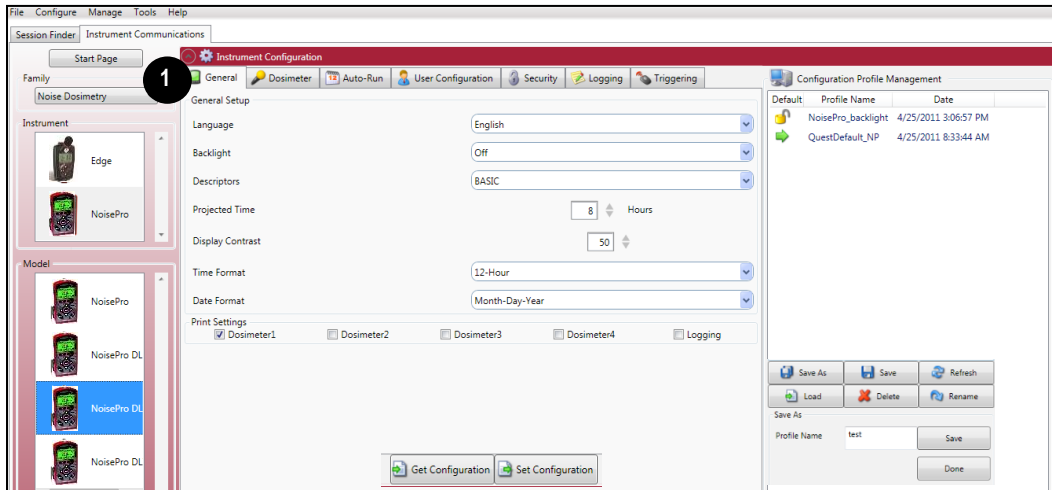 File Configure Manage Tools Help
Session Finder Instrument Communications
Start Page
Family
Noise Dosimetry
Instrument
Edge
NoisePro
Model
NoisePro
NoisePro DL
NoisePro DL
NoisePro DL
1
Instrument Configuration
General Dosimeter 12 Auto-Run User Configuration Security Logging Triggering
General Setup
Language English
Backlight Off
Descriptors BASIC
Projected Time 8 Hours
Display Contrast 50
Time Format 12-Hour
Date Format Month-Day-Year
Print Settings
Dosimeter1 Dosimeter2 Dosimeter3 Dosimeter4 Logging
Get Configuration Set Configuration
Configuration Profile Management
Default Profile Name Date
NoisePro_backlight 4/25/2011 3:06:57 PM
QuestDefault_NP 4/25/2011 8:33:44 AM
Save As Save Refresh
Load Delete Rename
Save As
Profile Name test Save
Done